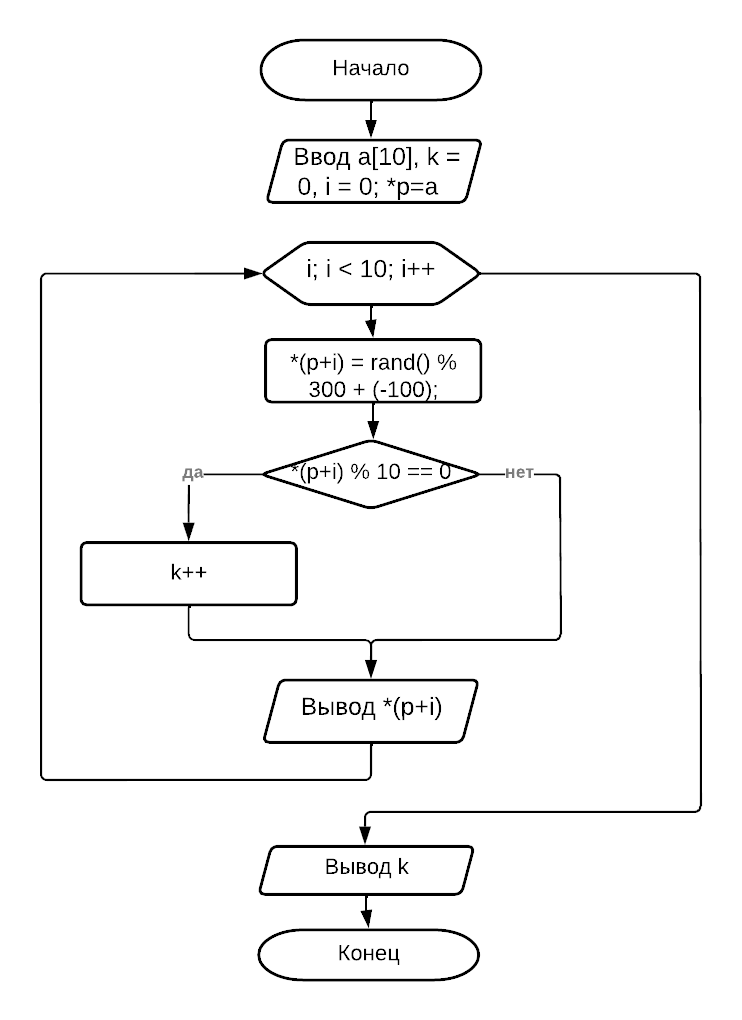 Начало
Ввод a[10], k =
0, i = 0; *p=a
i; i < 10; i++
*(p+i) = rand() %
300 + (-100);
*(p+i) % 10 == 0
да
нет
k++
Вывод *(p+i)
Вывод k
Конец